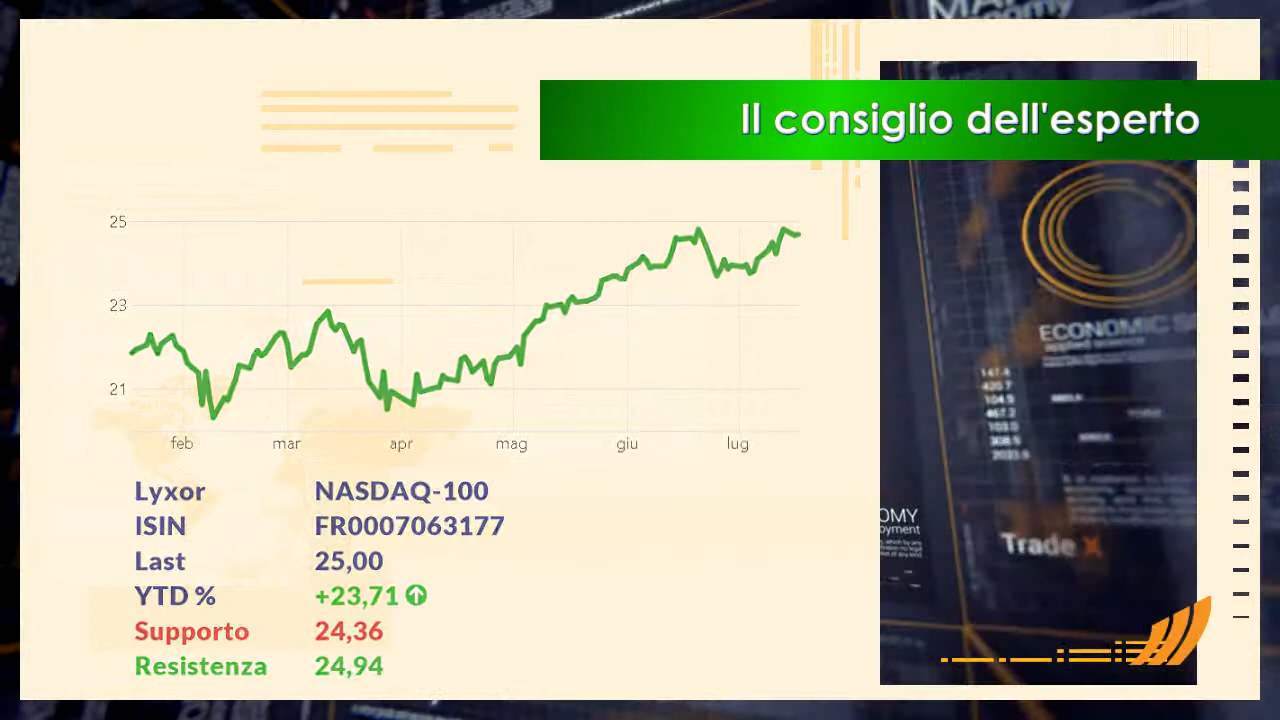 Il consiglio dell'esperto
25
23
21
feb mar apr mag giu lug
Lyxor NASDAQ-100
ISIN FR0007063177
Last 25,00
YTD % +23,71
Supporto 24,36
Resistenza 24,94
ECONOMIC
Trade X